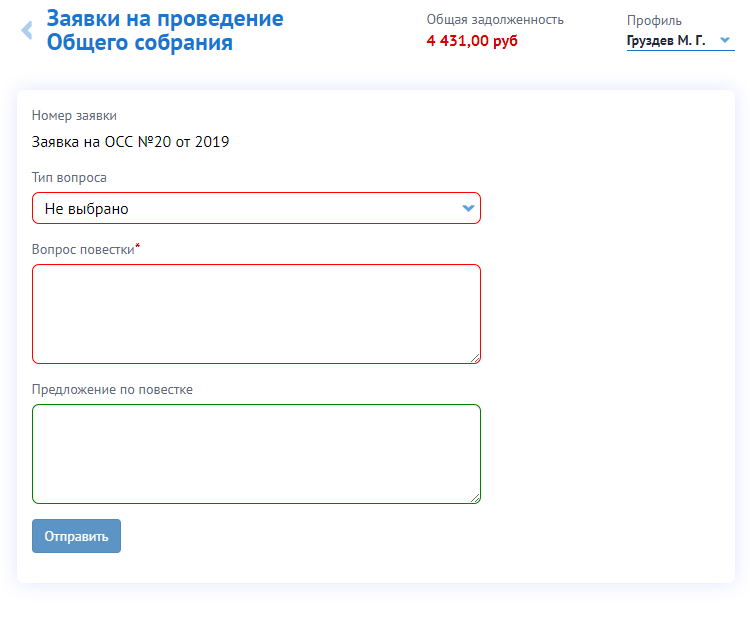 Заявки на проведение
Общего собрания
Общая задолженность
4 431,00 руб
Профиль
Груздев М. Г.
Номер заявки
Заявка на ОСС №20 от 2019
Тип вопроса
Не выбрано
Вопрос повестки*
Предложение по повестке
Отправить